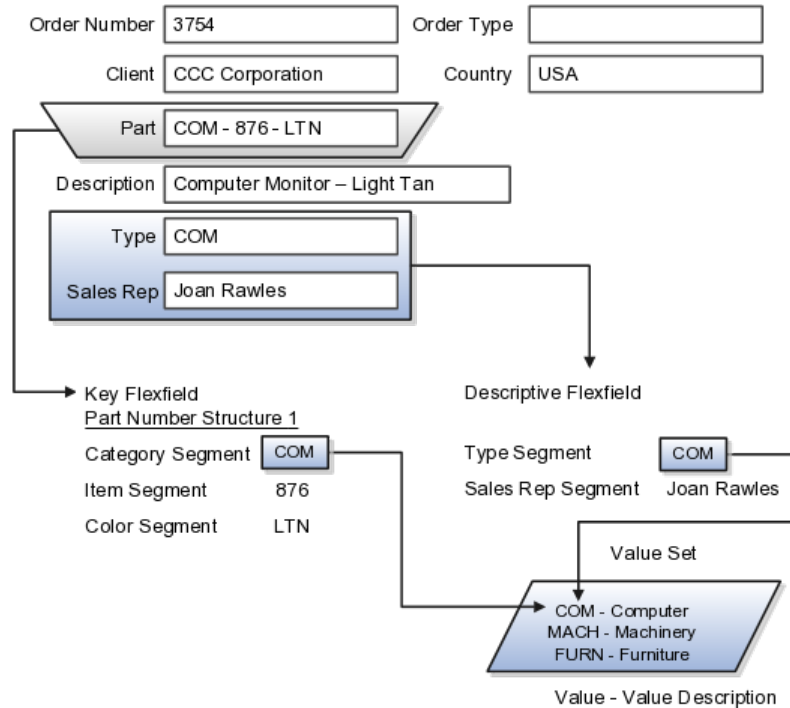 Order Number 3754 Order Type
Client CCC Corporation Country USA
Part COM - 876 - LTN
Description Computer Monitor – Light Tan
Type COM
Sales Rep Joan Rawles
Key Flexfield
Part Number Structure 1
Category Segment COM
Item Segment 876
Color Segment LTN
Descriptive Flexfield
Type Segment COM
Sales Rep Segment Joan Rawles
Value Set
COM - Computer
MACH - Machinery
FURN - Furniture
Value - Value Description